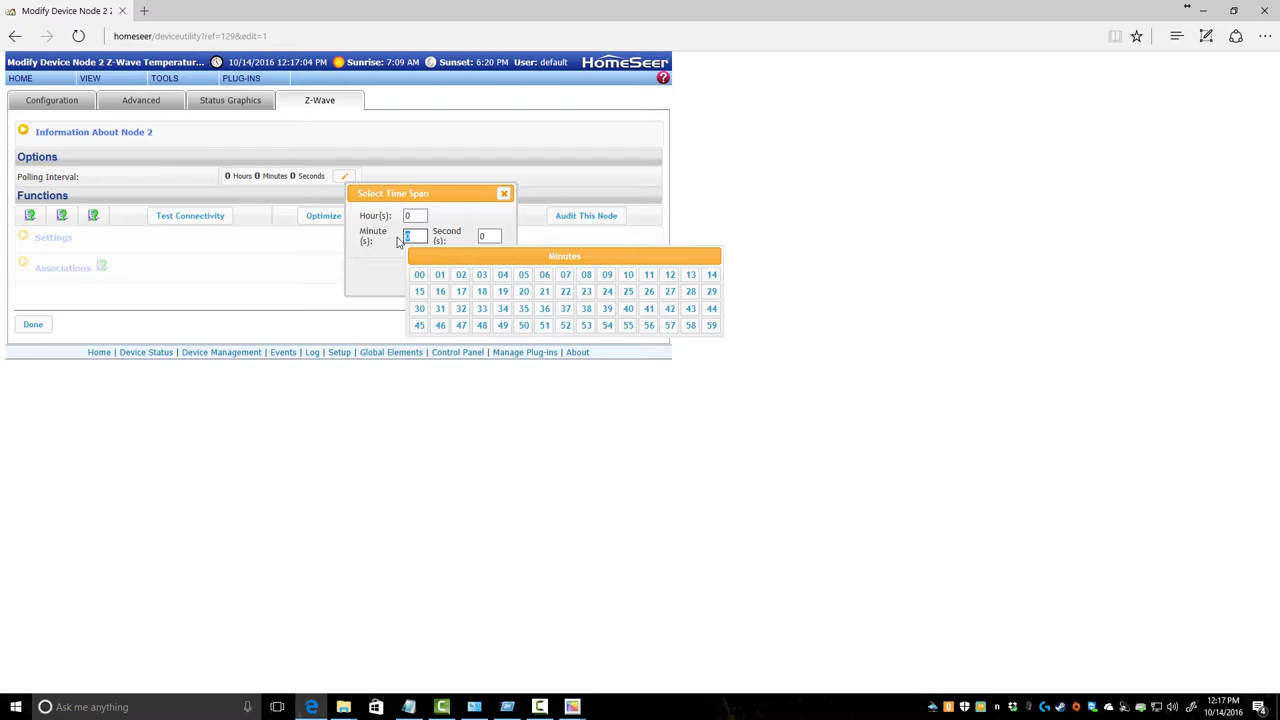 Modify Device Node 2
homeseer/deviceutility?ref=129&edit=1
Modify Device Node 2 Z-Wave Temperatur... 10/14/2016 12:17:04 PM Sunrise: 7:09 AM Sunset: 6:20 PM User: default HomeSeer
HOME VIEW TOOLS PLUG-INS
Configuration Advanced Status Graphics Z-Wave
Information About Node 2
Options
Polling Interval: 0 Hours 0 Minutes 0 Seconds
Functions
Select Time Span
Test Connectivity Optimize Audit This Node
Hour(s): 0
Minute(s): 0 Second(s): 0
Settings
Associations
Minutes
00 01 02 03 04 05 06 07 08 09 10 11 12 13 14
15 16 17 18 19 20 21 22 23 24 25 26 27 28 29
30 31 32 33 34 35 36 37 38 39 40 41 42 43 44
45 46 47 48 49 50 51 52 53 54 55 56 57 58 59
Done
Home | Device Status | Device Management | Events | Log | Setup | Global Elements | Control Panel | Manage Plug-ins | About
Ask me anything
12:17 PM
10/14/2016